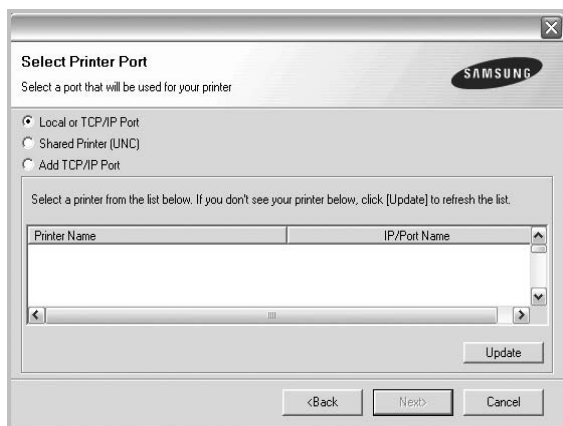 Select Printer Port
Select a port that will be used for your printer
SAMSUNG
Local or TCP/IP Port
Shared Printer (UNC)
Add TCP/IP Port
Select a printer from the list below. If you don't see your printer below, click [Update] to refresh the list.
Printer Name IP/Port Name
Update
<Back Next> Cancel